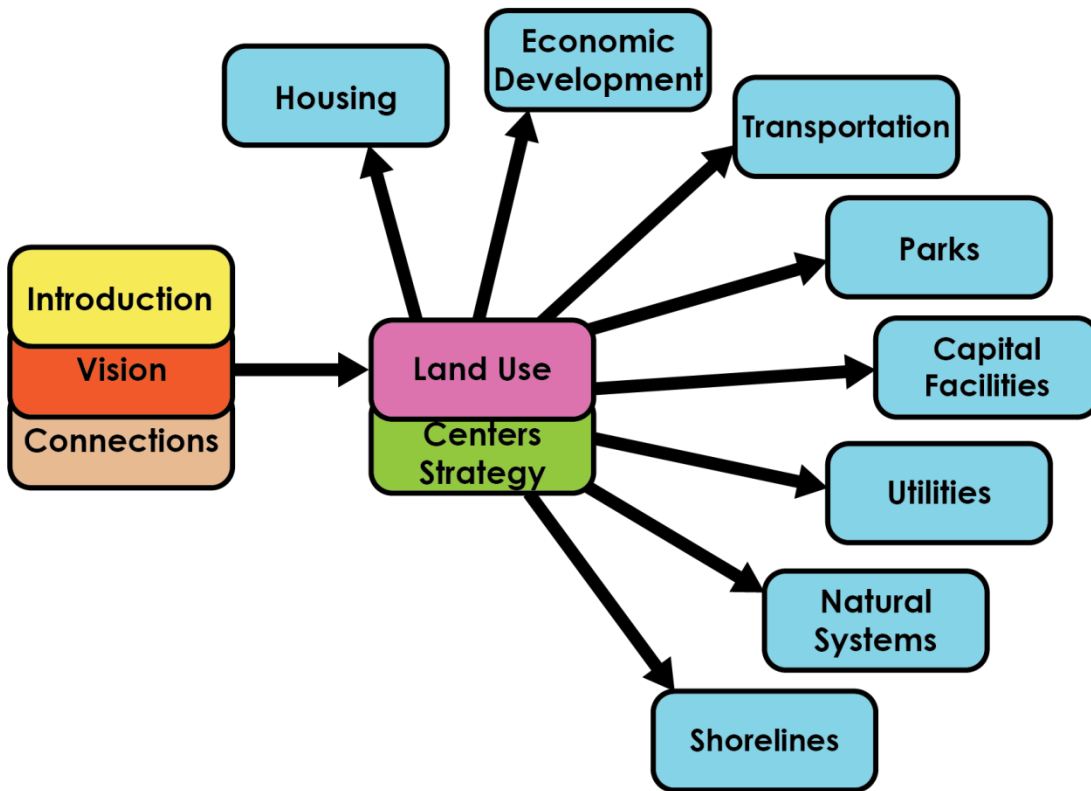 Housing
Economic
Development
Transportation
Parks
Introduction
Vision
Connections
Land Use
Centers
Strategy
Capital
Facilities
Utilities
Natural
Systems
Shorelines